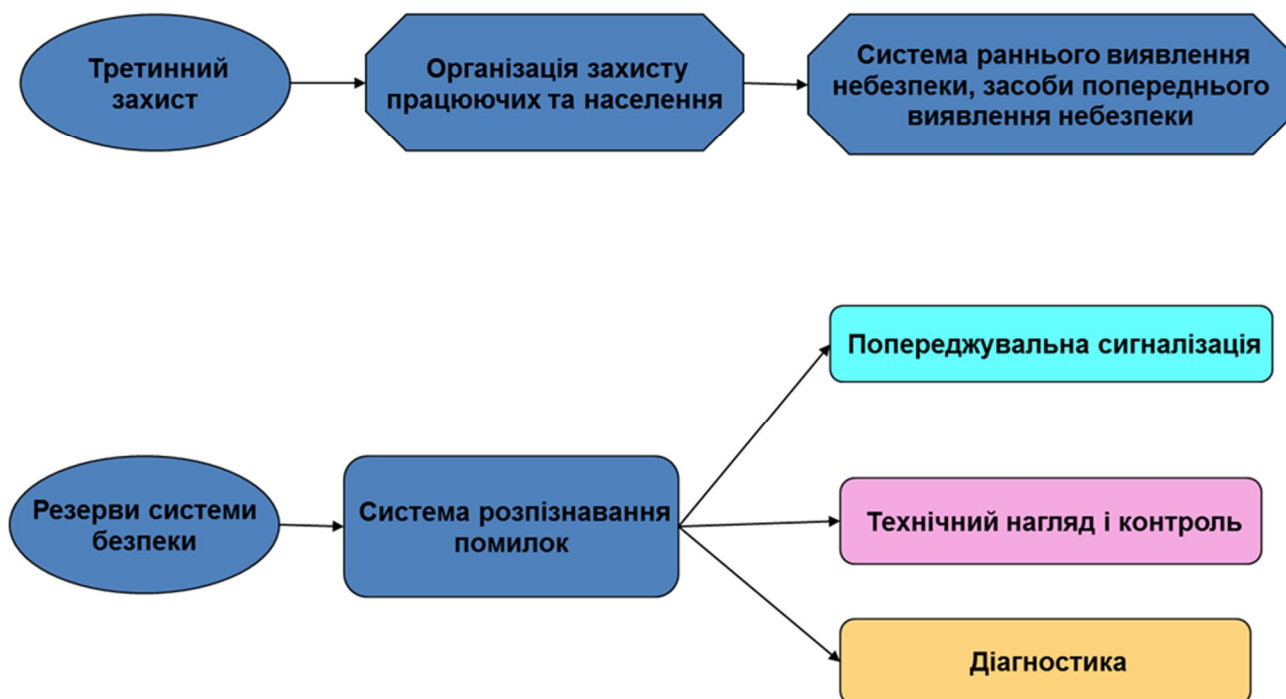 Третинний
захист
Організація захисту
працюючих та населення
Система раннього виявлення
небезпеки, засоби попереднього
виявлення небезпеки
Попереджувальна сигналізація
Резерви системи
безпеки
Система розпізнавання
помилок
Технічний нагляд і контроль
Діагностика